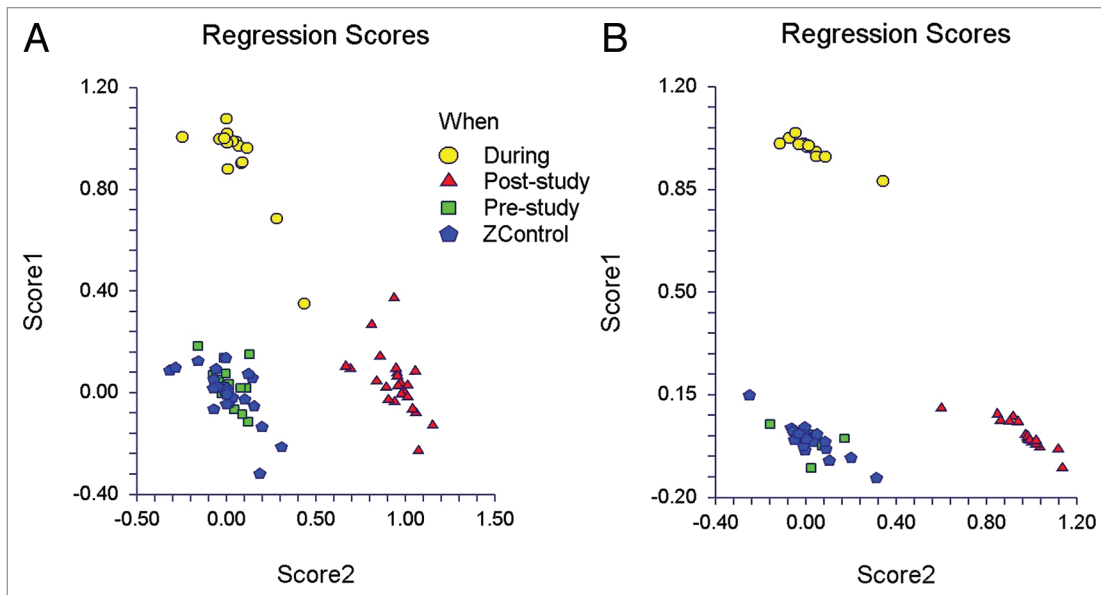 A
Regression Scores
1.20
0.80
0.40
0.00
-0.40
Score1
-0.50
0.00
0.50
1.00
1.50
Score2
When
During
Post-study
Pre-study
ZControl
B
Regression Scores
1.20
0.85
0.50
0.15
-0.20
Score1
-0.40
0.00
0.40
0.80
1.20
Score2